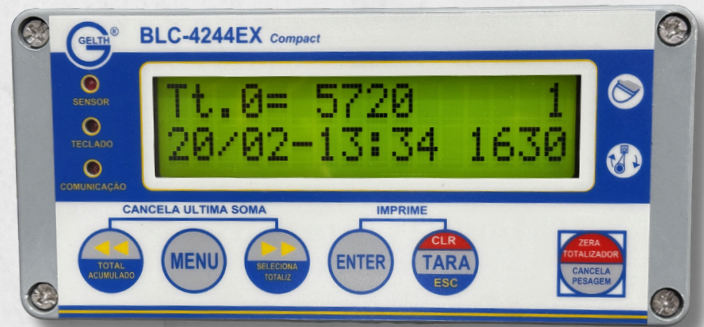 GELTH ®
BLC-4244EX Compact
Tt.0= 5720 1
20/02-13:34 1630
SENSOR
TECLADO
COMUNICAÇÃO
CANCELA ULTIMA SOMA
IMPRIME
TOTAL
ACUMULADO
MENU
SELECIONA
TOTALIZ
ENTER
CLR
TARA
ESC
ZERA
TOTALIZADOR
CANCELA
PESAGEM